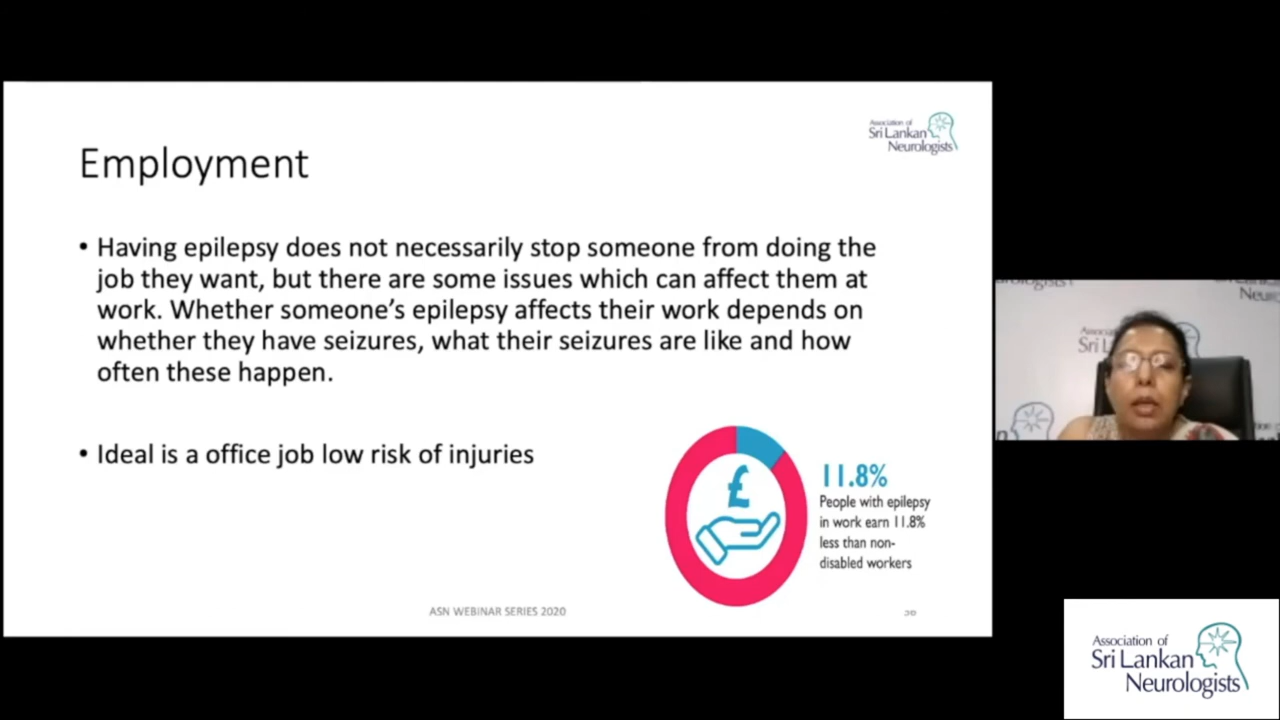 Association of
Sri Lankan
Neurologists
Employment
• Having epilepsy does not necessarily stop someone from doing the
job they want, but there are some issues which can affect them at
work. Whether someone’s epilepsy affects their work depends on
whether they have seizures, what their seizures are like and how
often these happen.
• Ideal is a office job low risk of injuries
£
11.8%
People with epilepsy
in work earn 11.8%
less than non-
disabled workers
ASN WEBINAR SERIES 2020
Association of
Sri Lankan
Neurologists